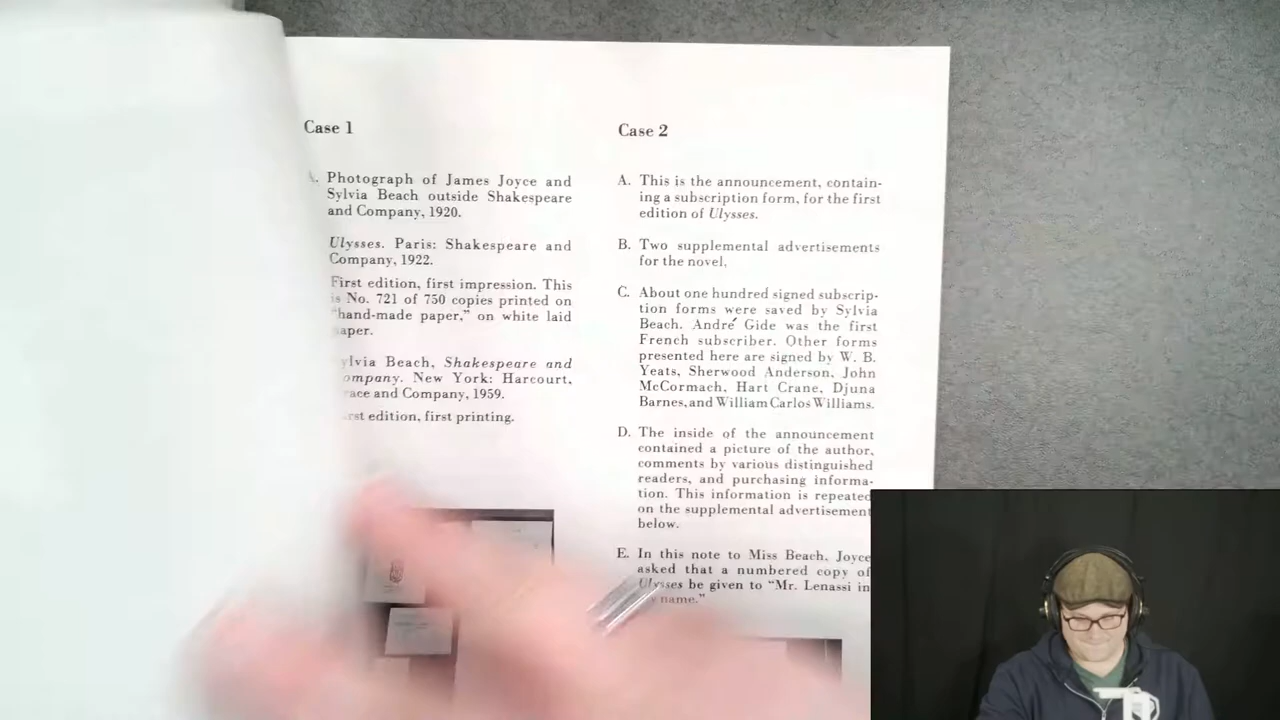 Case 1
Photograph of James Joyce and
Sylvia Beach outside Shakespeare
and Company, 1920.
Ulysses. Paris: Shakespeare and
Company, 1922.
First edition, first impression. This
is No. 721 of 750 copies printed on
"hand-made paper," on white laid
aper.
ylvia Beach, Shakespeare and
ompany. New York: Harcourt,
race and Company, 1959.
rst edition, first printing.
Case 2
A. This is the announcement, contain-
ing a subscription form, for the first
edition of Ulysses.
B. Two supplemental advertisements
for the novel.
C. About one hundred signed subscrip-
tion forms were saved by Sylvia
Beach. André Gide was the first
French subscriber. Other forms
presented here are signed by W. B.
Yeats, Sherwood Anderson, John
McCormach, Hart Crane, Djuna
Barnes, and William Carlos Williams.
D. The inside of the announcement
contained a picture of the author,
comments by various distinguished
readers, and purchasing informa-
tion. This information is repeated
on the supplemental advertisement
below.
E. In this note to Miss Beach, Joyce
asked that a numbered copy of
Ulysses be given to "Mr. Lenassi in
y name."